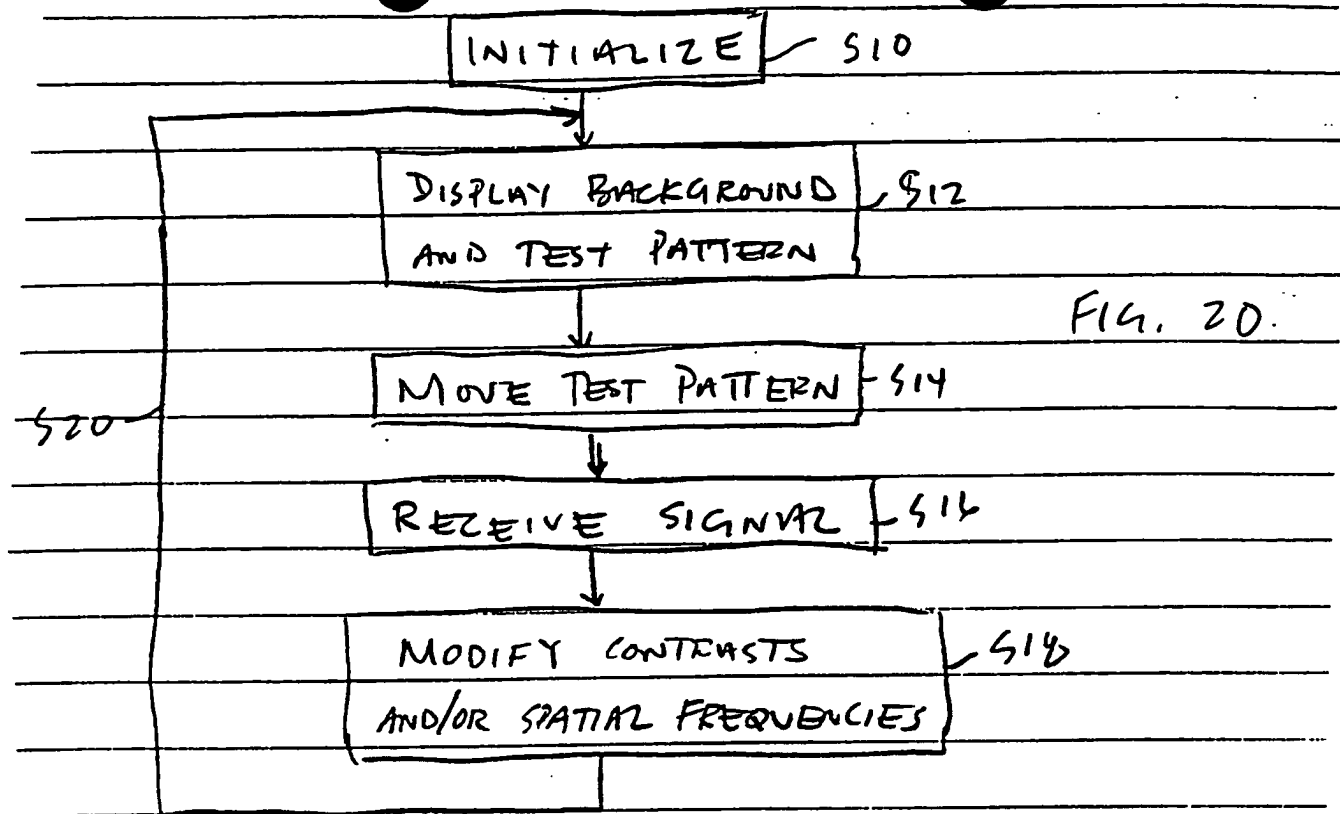 INITIALIZE S10
DISPLAY BACKGROUND S12
AND TEST PATTERN
FIG. 20.
MOVE TEST PATTERN S14
S20
RECEIVE SIGNAL S16
MODIFY CONTRASTS S18
AND/OR SPATIAL FREQUENCIES